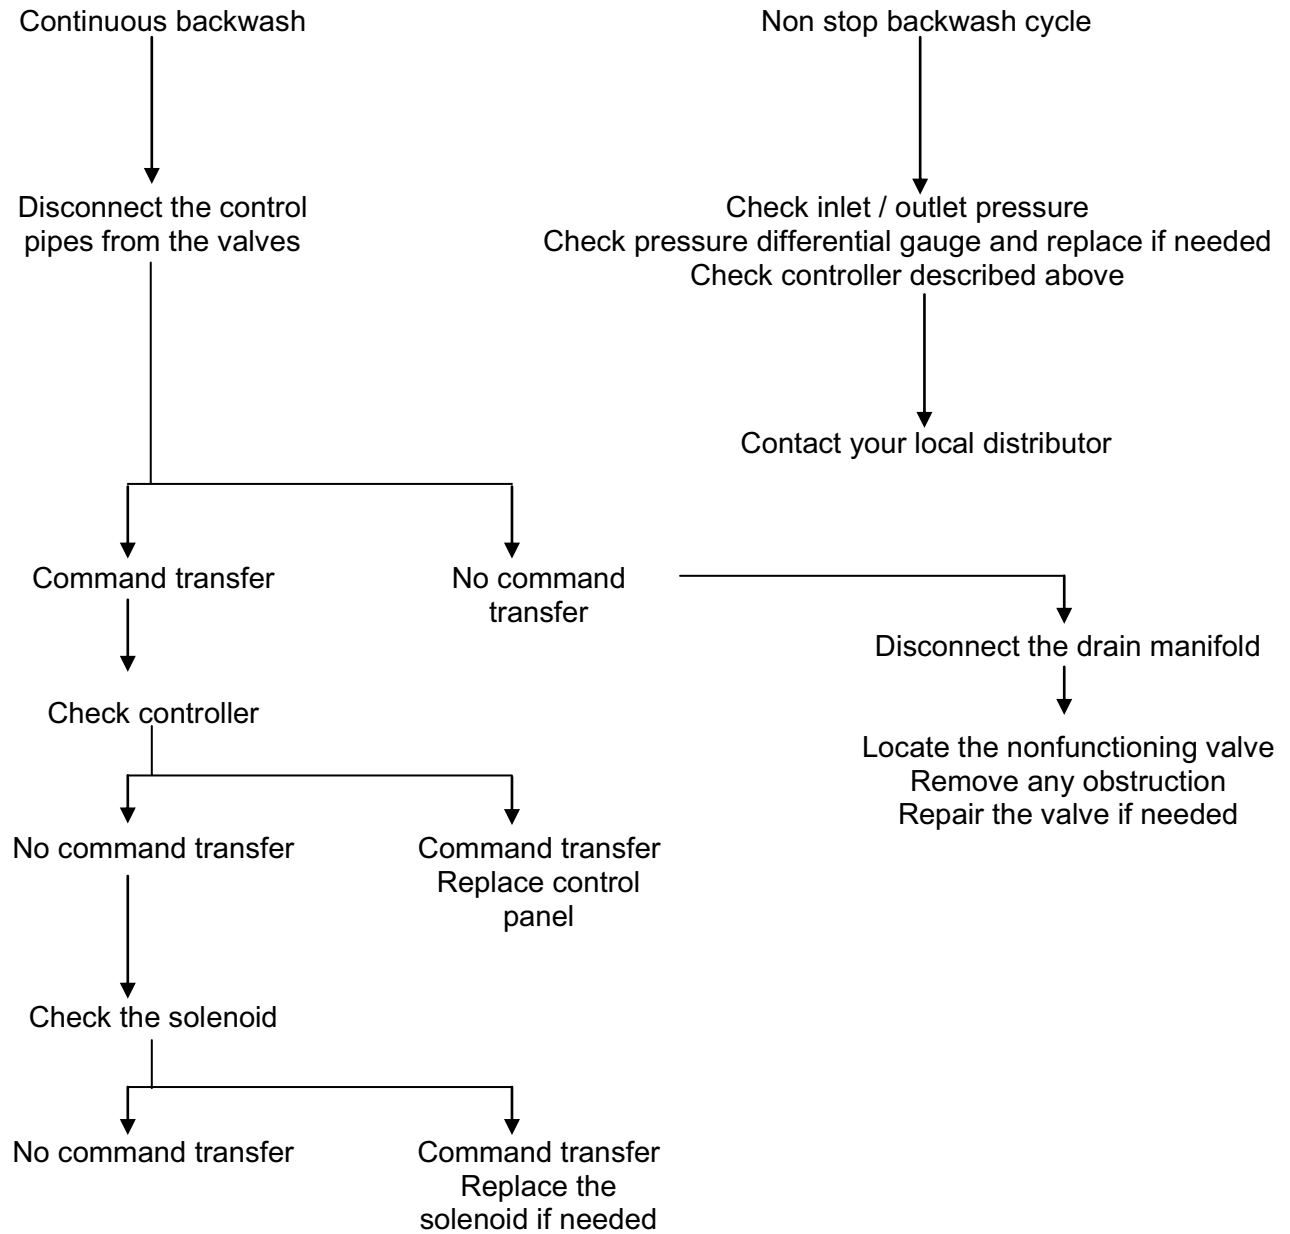 Continuous backwash
Non stop backwash cycle
Disconnect the control
pipes from the valves
Check inlet / outlet pressure
Check pressure differential gauge and replace if needed
Check controller described above
Contact your local distributor
Command transfer
No command
transfer
Disconnect the drain manifold
Check controller
Locate the nonfunctioning valve
Remove any obstruction
Repair the valve if needed
No command transfer
Command transfer
Replace control
panel
Check the solenoid
No command transfer
Command transfer
Replace the
solenoid if needed